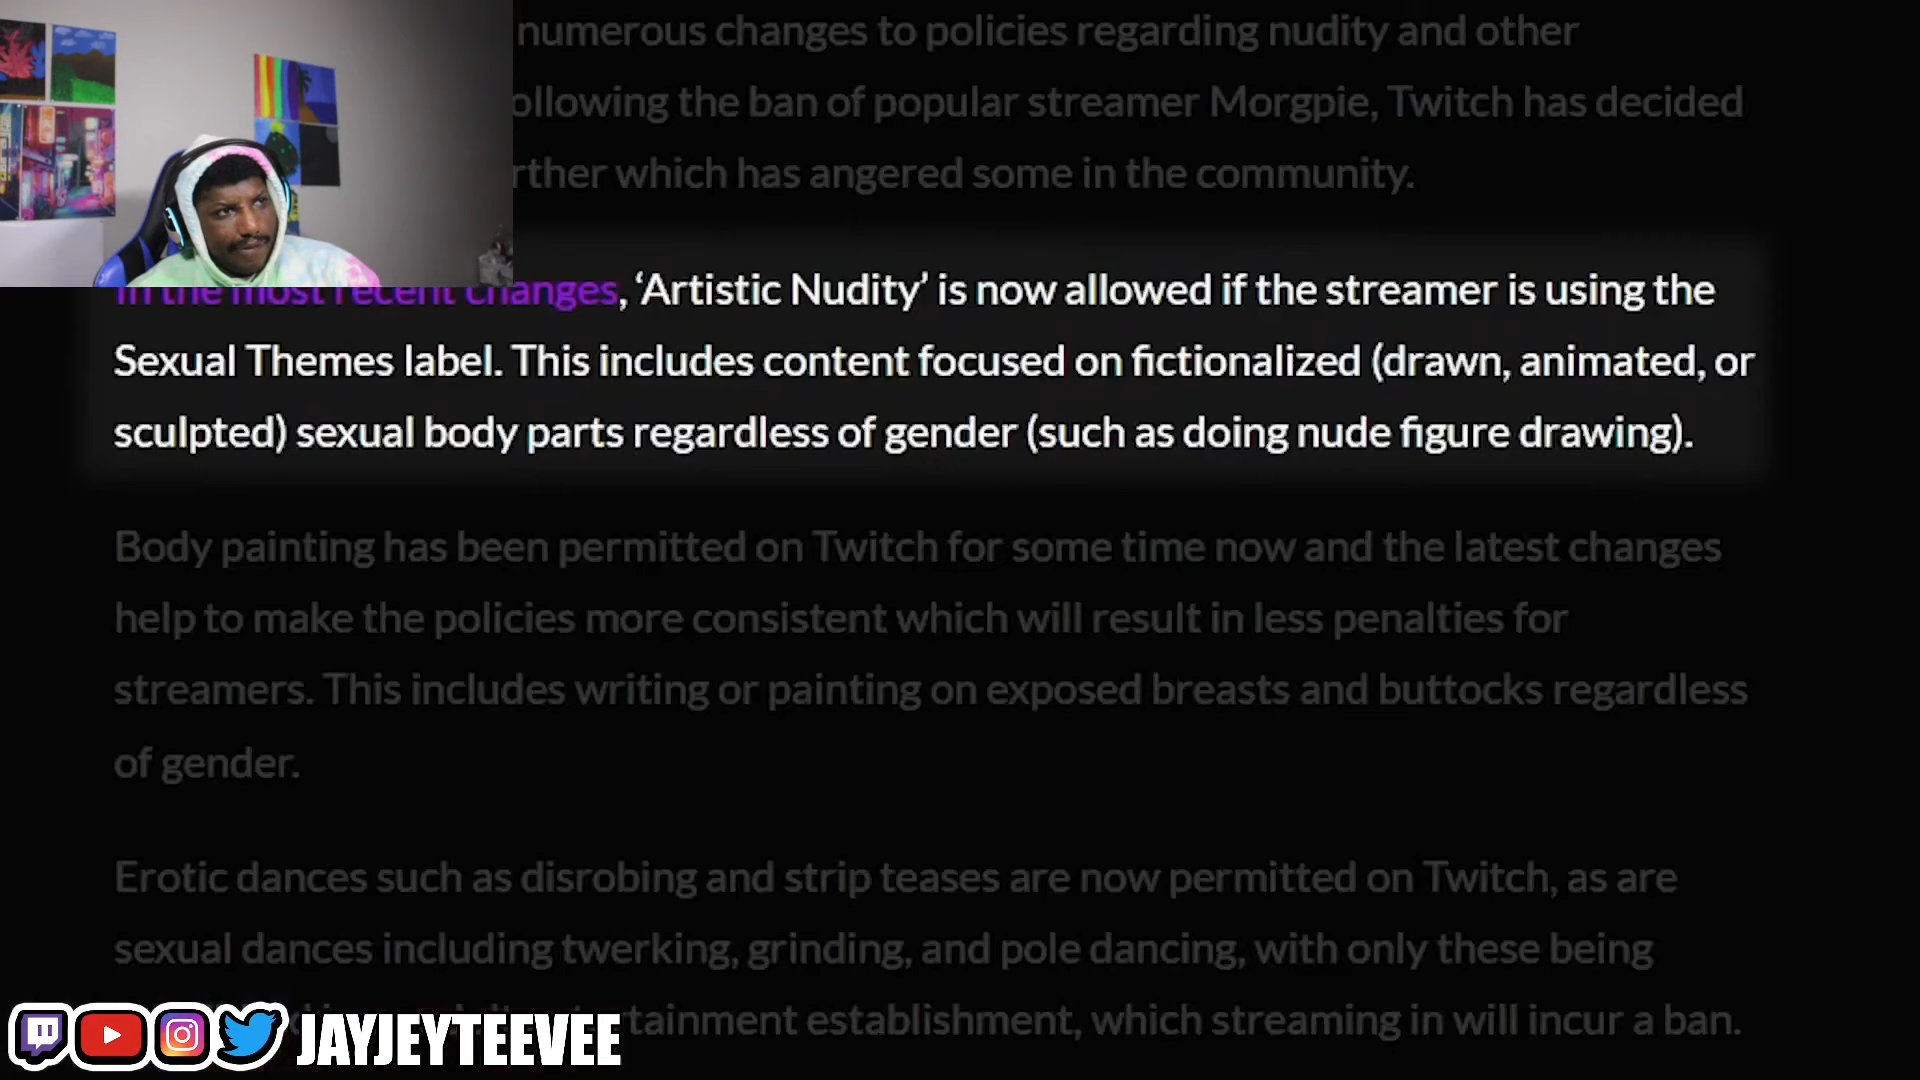 numerous changes to policies regarding nudity and other
ollowing the ban of popular streamer Morgpie, Twitch has decided
rther which has angered some in the community.
In the most recent changes, ‘Artistic Nudity’ is now allowed if the streamer is using the
Sexual Themes label. This includes content focused on fictionalized (drawn, animated, or
sculpted) sexual body parts regardless of gender (such as doing nude figure drawing).
Body painting has been permitted on Twitch for some time now and the latest changes
help to make the policies more consistent which will result in less penalties for
streamers. This includes writing or painting on exposed breasts and buttocks regardless
of gender.
Erotic dances such as disrobing and strip teases are now permitted on Twitch, as are
sexual dances including twerking, grinding, and pole dancing, with only these being
rtainment establishment, which streaming in will incur a ban.
JAYJEYTEEVEE